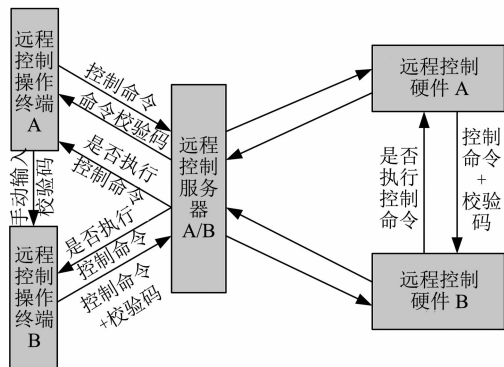 远程
控制
操作
终端
A
控制命令
命令校验码
是否执行
控制命令
手动输入
校验码
远程
控制
操作
终端
B
是否执行
控制命令
控制命令
+校验码
远程
控制
服务
器
A/B
远程控制
硬件 A
是否
执行
控制
命令
控制
命令
+
校验
码
远程控制
硬件 B